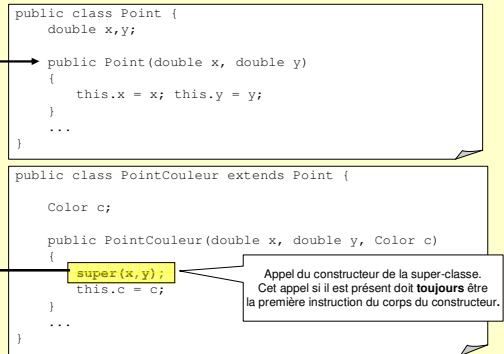 public class Point {
double x,y;
public Point(double x, double y)
{
this.x = x; this.y = y;
}
...
}
public class PointCouleur extends Point {
Color c;
public PointCouleur(double x, double y, Color c)
{
super(x,y);
this.c = c;
}
...
}
Appel du constructeur de la super-classe.
Cet appel si il est présent doit toujours être
la première instruction du corps du constructeur.